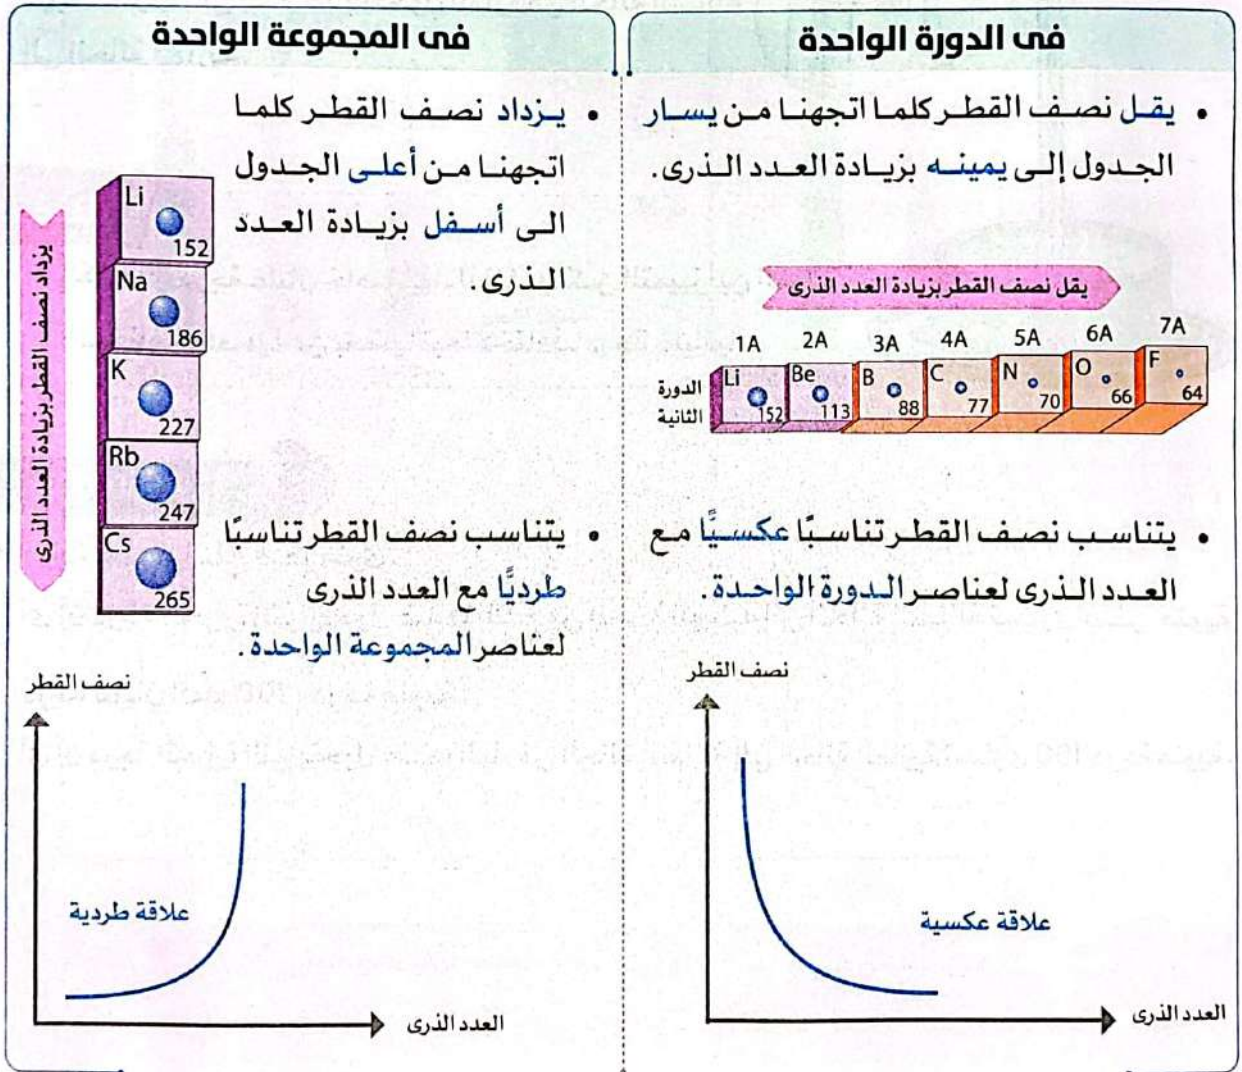 فى الدورة الواحدة
• يقل نصف القطر كلما اتجهنا من يسار
الجدول إلى يمينه بزيادة العدد الذرى.
يقل نصف القطر بزيادة العدد الذرى
1A 2A 3A 4A 5A 6A 7A
الدورة
الثانية
Li Be B C N O F
152 113 88 77 70 66 64
• يتناسب نصف القطر تناسبًا عكسيًّا مع
العدد الذرى لعناصر الدورة الواحدة.
نصف القطر
علاقة عكسية
العدد الذرى
فى المجموعة الواحدة
• يزداد نصف القطر كلما
اتجهنا من أعلى الجدول
الى أسفل بزيادة العدد
الذرى.
يزداد نصف القطر بزيادة العدد الذرى
Li
152
Na
186
K
227
Rb
247
Cs
265
• يتناسب نصف القطر تناسبًا
طرديًّا مع العدد الذرى
لعناصر المجموعة الواحدة.
نصف القطر
علاقة طردية
العدد الذرى